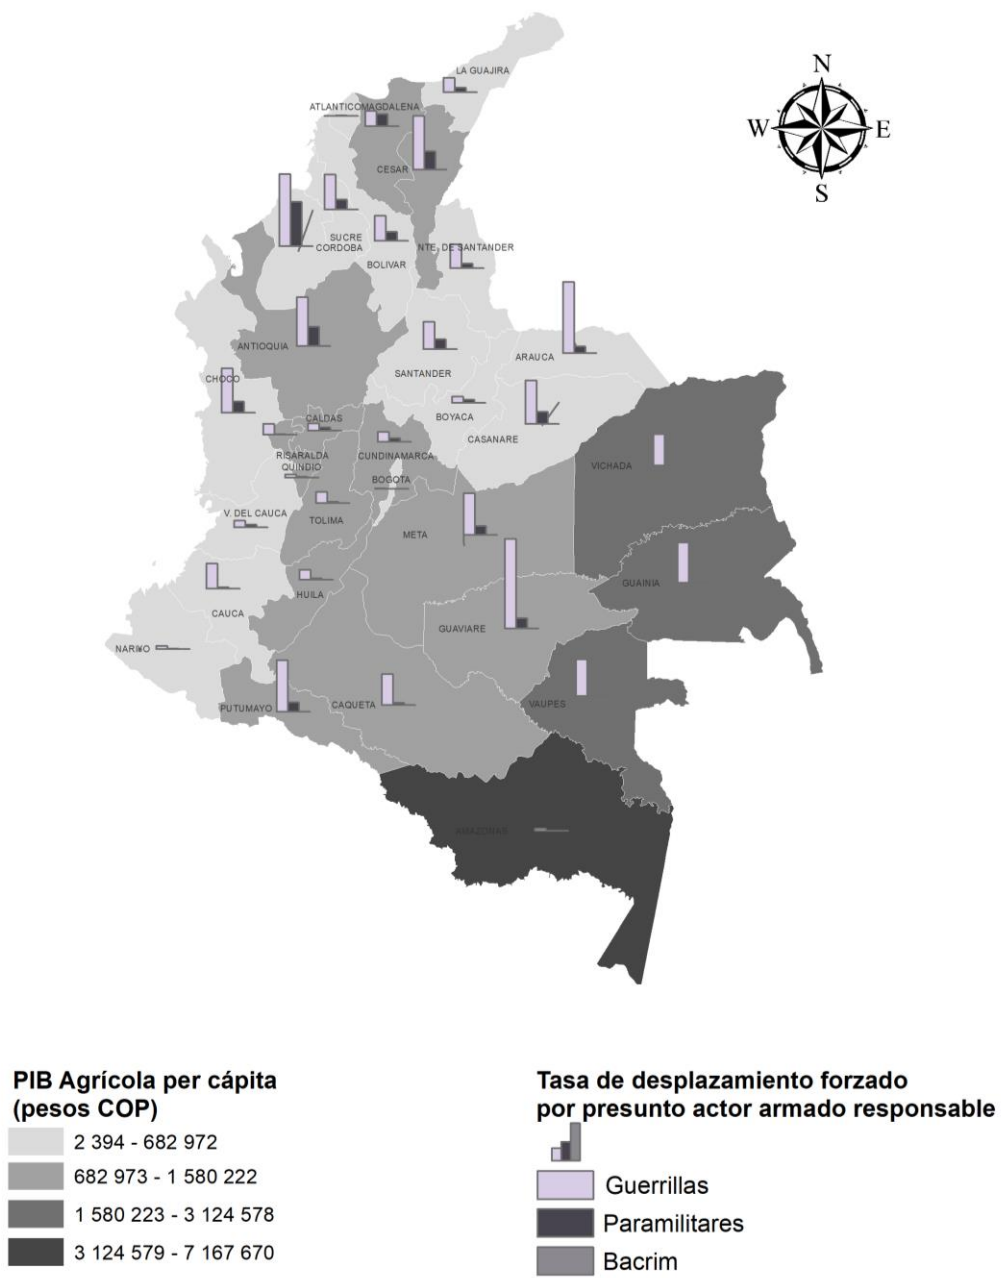 N
W E
S
LA GUAJIRA
ATLANTICO MAGDALENA
CESAR
SUCRE
CORDOBA
NTE. DE SANTANDER
BOLIVAR
ANTIOQUIA
ARAUCA
SANTANDER
CHOCO
BOYACA
CALDAS
CASANARE
RISARALDA
CUNDINAMARCA
QUINDIO
VICHADA
BOGOTA
V. DEL CAUCA
TOLIMA
META
GUAINIA
HUILA
CAUCA
GUAVIARE
NARIÑO
PUTUMAYO
CAQUETA
VAUPES
AMAZONAS
PIB Agrícola per cápita
(pesos COP)
2 394 - 682 972
682 973 - 1 580 222
1 580 223 - 3 124 578
3 124 579 - 7 167 670
Tasa de desplazamiento forzado
por presunto actor armado responsable
Guerrillas
Paramilitares
Bacrim